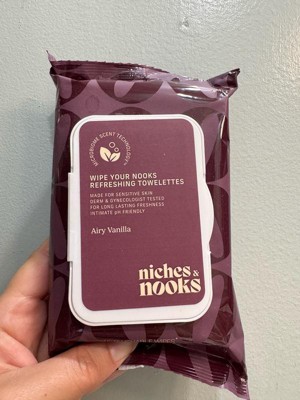 MICROBIOME SCENT TECHNOLOGY
WIPE YOUR NOOKS
REFRESHING TOWELETTES
MADE FOR SENSITIVE SKIN
DERM & GYNECOLOGIST TESTED
FOR LONG LASTING FRESHNESS
INTIMATE pH FRIENDLY
Airy Vanilla
niches &
nooks